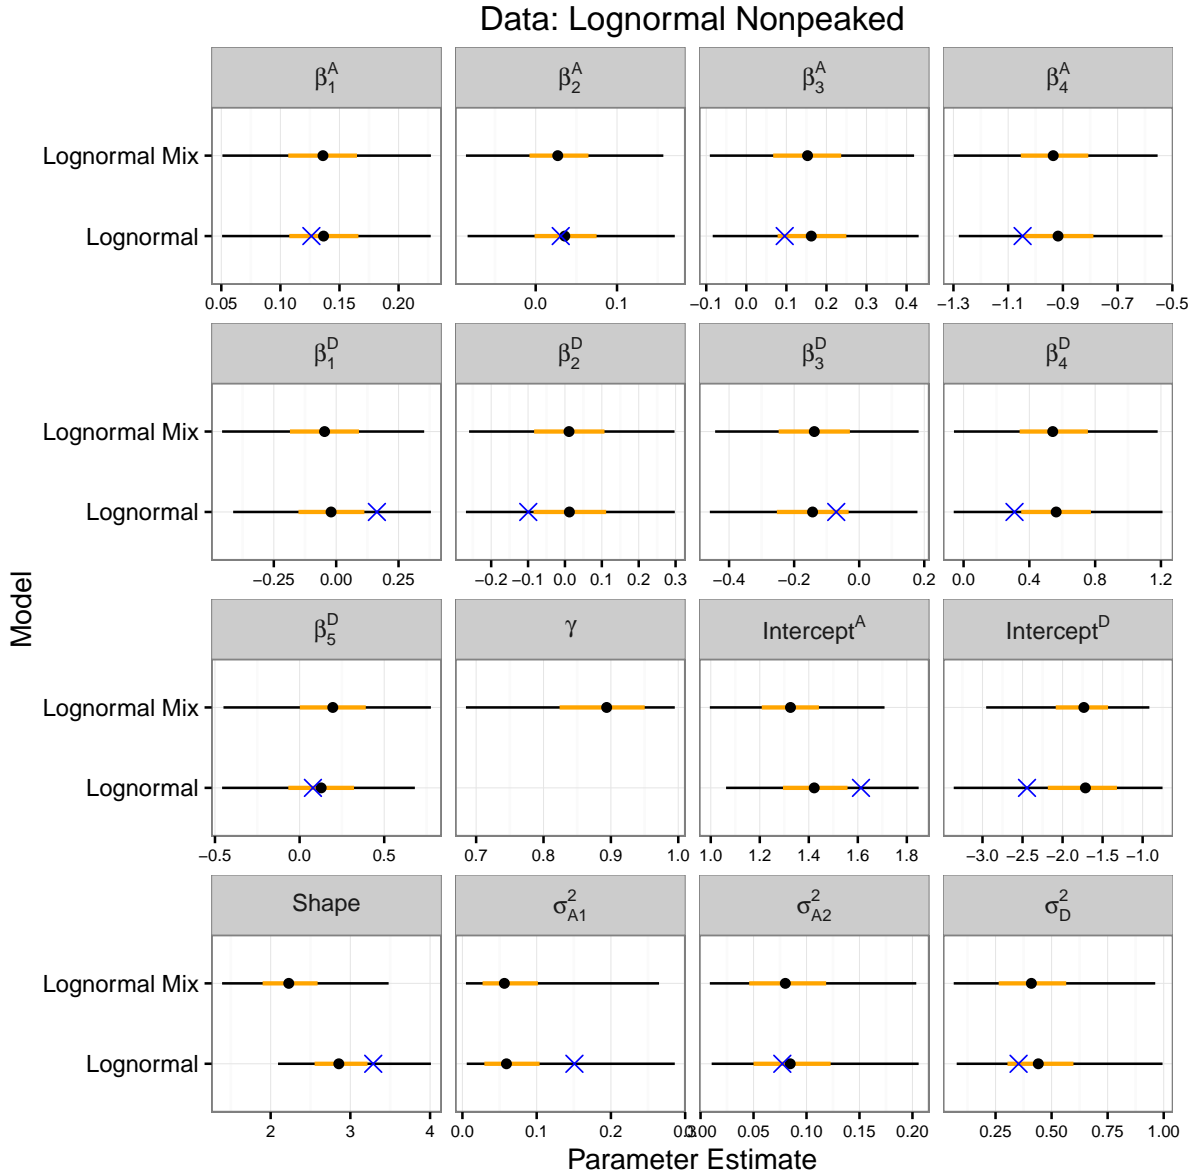 Data: Lognormal Nonpeaked
β₁ᴬ β₂ᴬ β₃ᴬ β₄ᴬ
Lognormal Mix
Lognormal
0.05 0.10 0.15 0.20 0.0 0.1 −0.1 0.0 0.1 0.2 0.3 0.4 −1.3 −1.1 −0.9 −0.7 −0.5
β₁ᴰ β₂ᴰ β₃ᴰ β₄ᴰ
Lognormal Mix
Lognormal
−0.25 0.00 0.25 −0.2 −0.1 0.0 0.1 0.2 0.3 −0.4 −0.2 0.0 0.2 0.0 0.4 0.8 1.2
Model
β₅ᴰ γ Interceptᴬ Interceptᴰ
Lognormal Mix
Lognormal
−0.5 0.0 0.5 0.7 0.8 0.9 1.0 1.0 1.2 1.4 1.6 1.8 −3.0 −2.5 −2.0 −1.5 −1.0
Shape σ²A1 σ²A2 σ²D
Lognormal Mix
Lognormal
2 3 4 0.0 0.1 0.2 0.3 0.00 0.05 0.10 0.15 0.20 0.25 0.50 0.75 1.00
Parameter Estimate